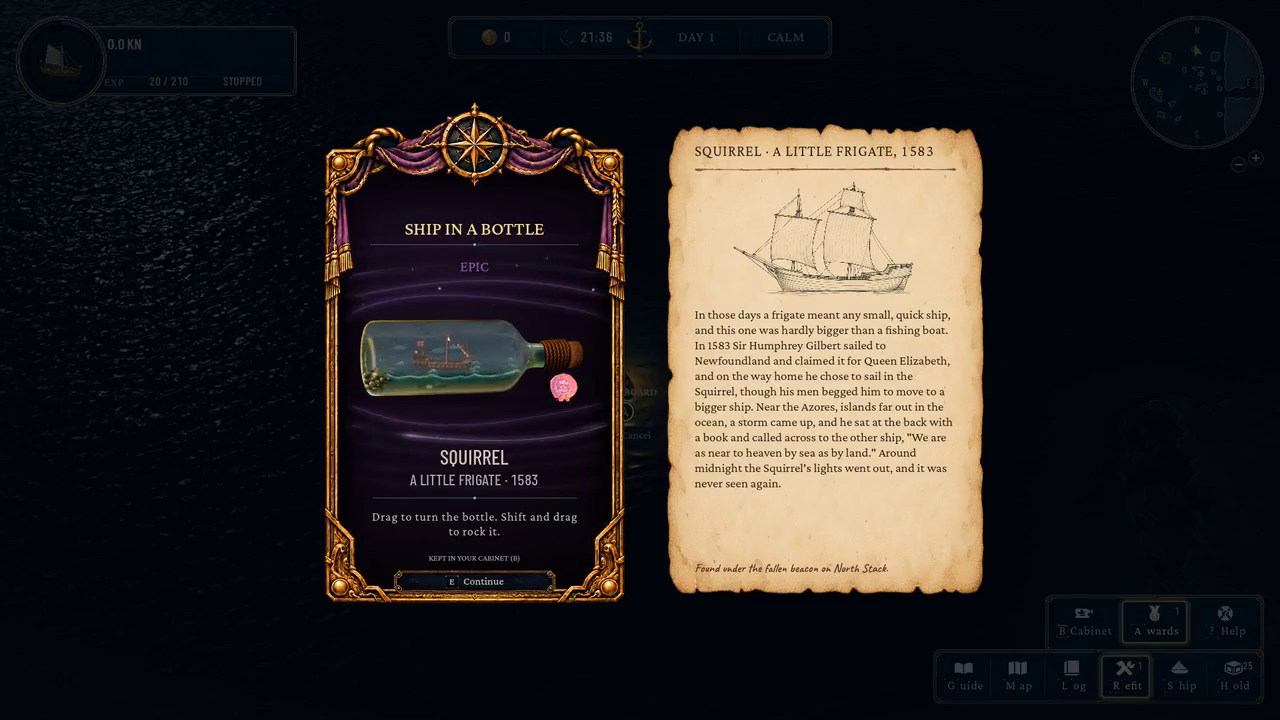 0.0 KN
EXP 20 / 210 STOPPED
0 21:36 DAY 1 CALM
N
W E
S
SHIP IN A BOTTLE
EPIC
SQUIRREL
A LITTLE FRIGATE · 1583
Drag to turn the bottle. Shift and drag
to rock it.
KEPT IN YOUR CABINET (B)
E Continue
SQUIRREL · A LITTLE FRIGATE, 1583
In those days a frigate meant any small, quick ship,
and this one was hardly bigger than a fishing boat.
In 1583 Sir Humphrey Gilbert sailed to
Newfoundland and claimed it for Queen Elizabeth,
and on the way home he chose to sail in the
Squirrel, though his men begged him to move to a
bigger ship. Near the Azores, islands far out in the
ocean, a storm came up, and he sat at the back with
a book and called across to the other ship, "We are
as near to heaven by sea as by land." Around
midnight the Squirrel's lights went out, and it was
never seen again.
Found under the fallen beacon on North Stack.
Cancel
B Cabinet
A wards 1
? Help
G uide
M ap
L og
R efit 1
S hip
H old 25